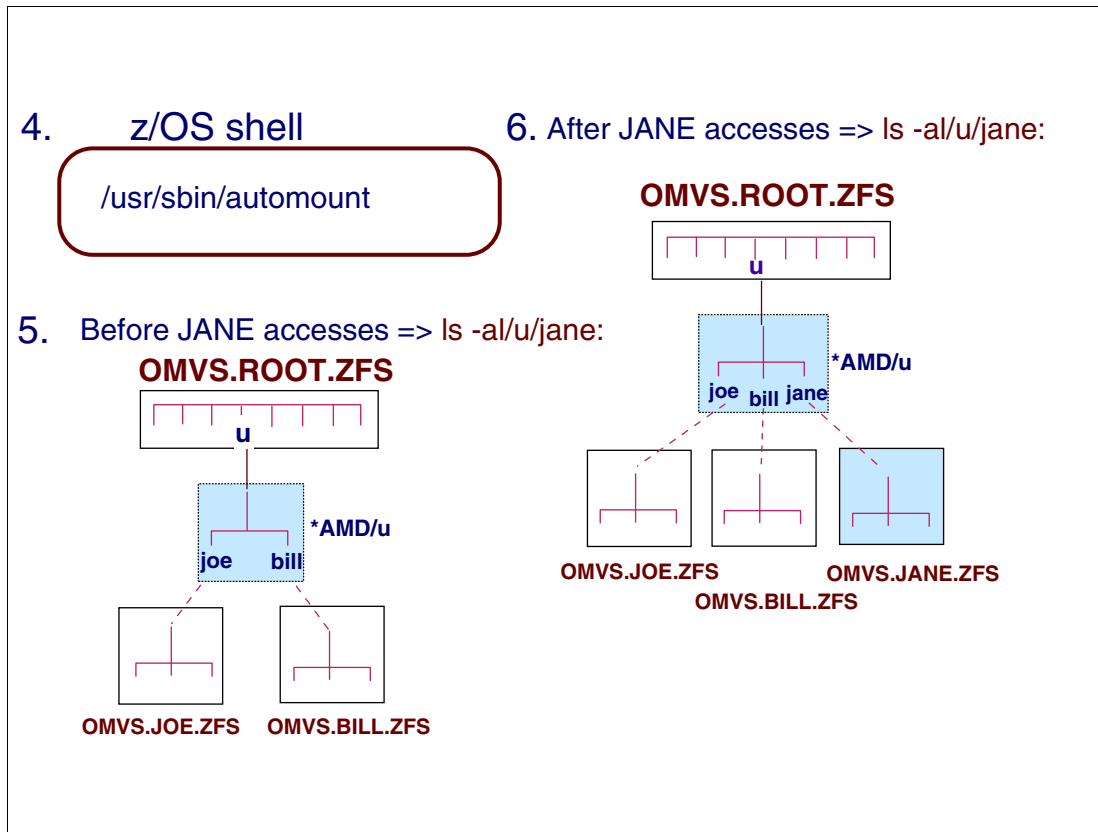 4. z/OS shell
/usr/sbin/automount
5. Before JANE accesses => ls -al/u/jane:
OMVS.ROOT.ZFS
u
*AMD/u
joe bill
OMVS.JOE.ZFS OMVS.BILL.ZFS
6. After JANE accesses => ls -al/u/jane:
OMVS.ROOT.ZFS
u
*AMD/u
joe bill jane
OMVS.JOE.ZFS OMVS.JANE.ZFS
OMVS.BILL.ZFS